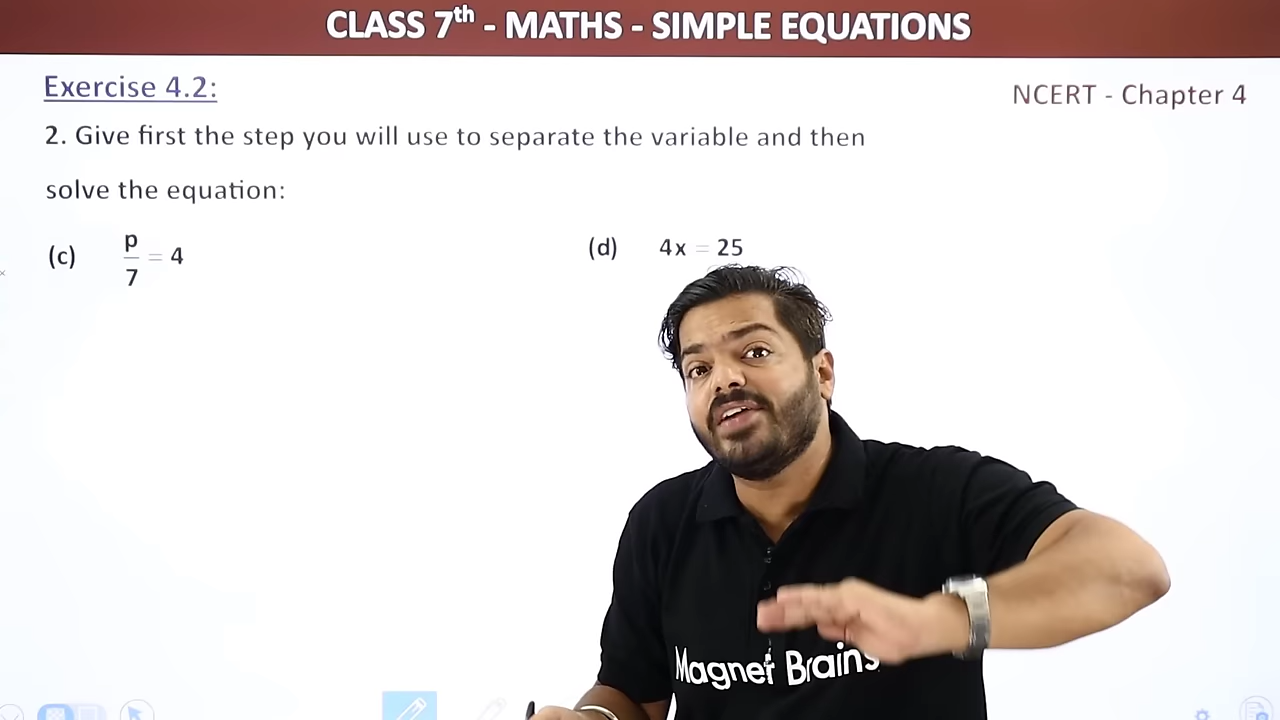 CLASS 7th - MATHS - SIMPLE EQUATIONS
Exercise 4.2:
NCERT - Chapter 4
2. Give first the step you will use to separate the variable and then
solve the equation:
(c) p/7 = 4
(d) 4x = 25
Magnet Brains